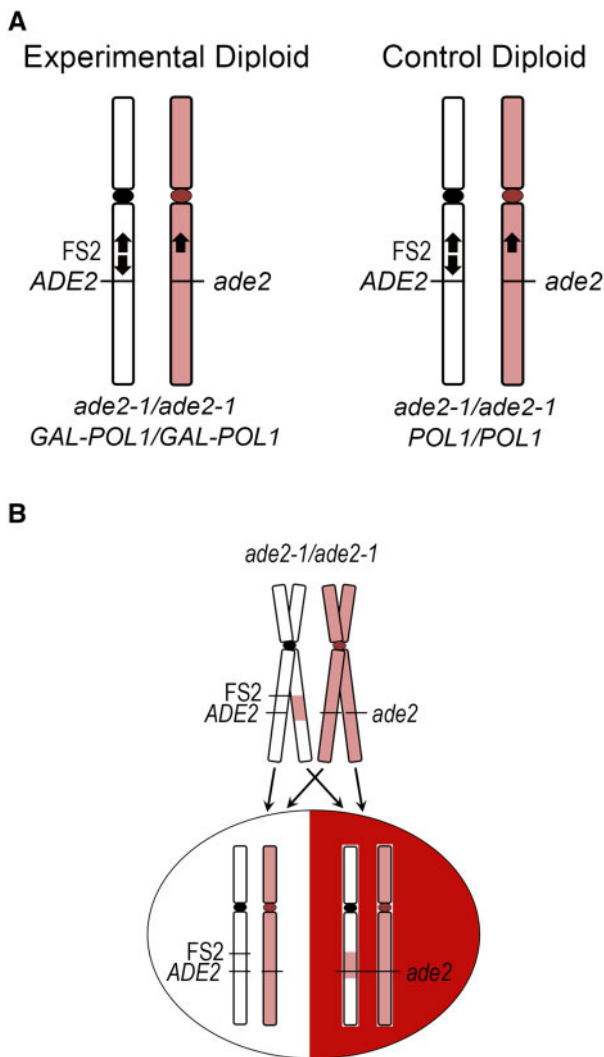 A
Experimental Diploid
Control Diploid
FS2
ADE2
ade2
FS2
ADE2
ade2
ade2-1/ade2-1
GAL-POL1/GAL-POL1
ade2-1/ade2-1
POL1/POL1
B
ade2-1/ade2-1
FS2
ADE2
ade2
FS2
ADE2
ade2